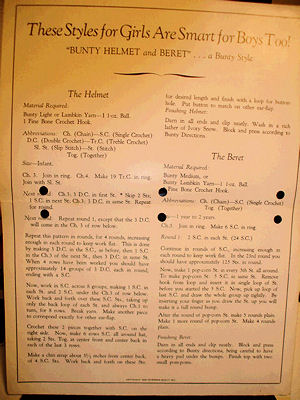 These Styles for Girls Are Smart for Boys Too!
"BUNTY HELMET and BERET" . . . a Bunty Style
The Helmet
Material Required:
Bunty Light or Lambkin Yarn—1 1-oz. Ball.
1 Fine Bone Crochet Hook.
Abbreviations: Ch. (Chain)—S.C. (Single Crochet)
D.C. (Double Crochet)—Tr.C. (Treble Crochet)
Sl. St. (Slip Stitch)—St. (Stitch)
Tog. (Together)
Size—Infant.
Ch. 3. Join in ring. Ch. 4. Make 19 Tr.C. in ring.
Join with Sl. St.
Next Ch. 3, 2 D.C. in first St. * Skip 2 Sts;
1 S.C. in next St. Ch. 3; 2 D.C. in same St. Repeat
for round.
Next Repeat round 1, except that the 3 D.C.
will come in the Ch. 3 of row below.
Repeat this pattern in rounds, for 4 rounds, increasing
enough in each round to keep work flat. This is done
by making 3 D.C. in the S.C., as before, then 1 S.C.
in the Ch. 3 of the next St., then 3 D.C. in same St.
When 4 rows have been worked you should have
approximately 14 groups of 3 D.C. each in round,
ending with a S.C.
Now, work in S.C. across 8 groups, making 1 S.C. in
each St. and 2 S.C. under the Ch. 3 of row below.
Work back and forth over these S.C. Sts., taking up
only the back loop of each St. and always Ch. 1 to
turn, for 8 rows. Break yarn. Make another piece
to correspond exactly for other ear-flap.
Crochet these 2 pieces together with S.C. on the
right side. Now, make 6 rows S.C. all around hat,
taking 2 Sts. Tog. at center front and center back in
each of the last 3 rows.
Make a chin strap about 3½ inches from center back,
of 4 S.C. Sts. Work back and forth on these Sts.
for desired length and finish with a loop for button
hole. Put button to match on other ear-flap.
Finishing Helmet:
Darn in all ends and clip neatly. Wash in a rich
lather of Ivory Snow. Block and press according to
Bunty Directions.
The Beret
Material Required:
Bunty Medium, or
Lambkin Yarn—1 1-oz. Ball.
Fine Bone Crochet Hook
Ch. (Chain)—S.C. (Single Crochet)
Tog. (Together)
1 year to 2 years
Ch. 3. Join in ring. Make 6 S.C. in ring.
Round 1: 2 S.C. in each St. (24 S.C.)
Continue in rounds of S.C., increasing enough in
each round to keep work flat. In the 23rd round you
should have approximately 125 Sts. in round.
Now, make 1 pop-corn St. in every 5th St. all around.
To make pop-corn St. 5 S.C. in same St. Remove
hook from loop and insert it in single loop of St.
before you started the 5 S.C. Now, pick up loop of
last S.C. and draw the whole group up tightly. By
inserting your finger as you draw the St. up you will
have a nice round bump.
After the round of pop-corn St. make 5 rounds plain.
Make 1 more round of pop-corn St. Make 4 rounds
plain.
Finishing Beret:
Darn in all ends and clip neatly. Block and press
according to Bunty directions, being careful to have
a heavy pad under the bumps. Finish top with two
small pom-poms.